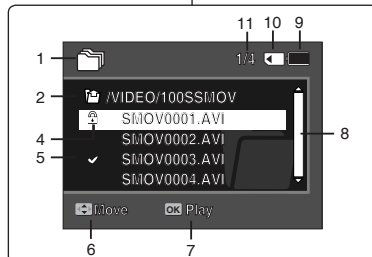 11 10 9
1 1/4
2 /VIDEO/100SSMOV
SMOV0001.AVI
4 SMOV0002.AVI 8
5 SMOV0003.AVI
SMOV0004.AVI
Move OK Play
6 7